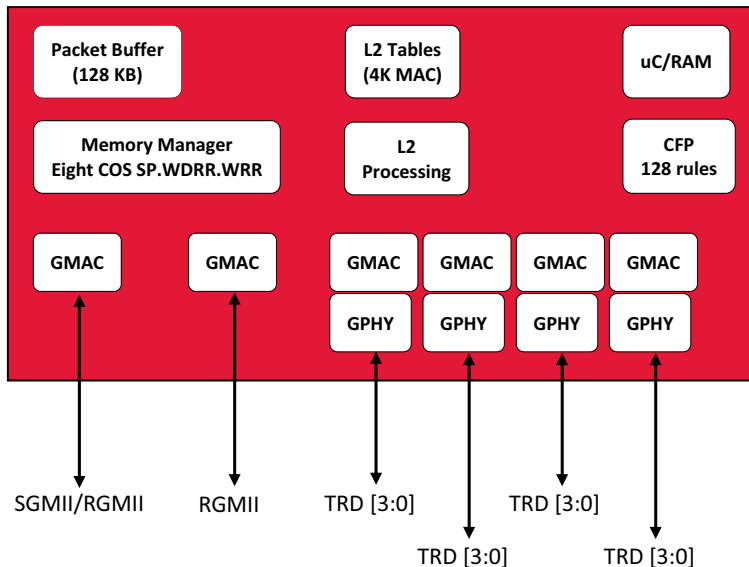 Packet Buffer
(128 KB)
L2 Tables
(4K MAC)
uC/RAM
Memory Manager
Eight COS SP.WDRR.WRR
L2
Processing
CFP
128 rules
GMAC
GMAC
GMAC
GMAC
GMAC
GMAC
GPHY
GPHY
GPHY
GPHY
SGMII/RGMII
RGMII
TRD [3:0]
TRD [3:0]
TRD [3:0]
TRD [3:0]